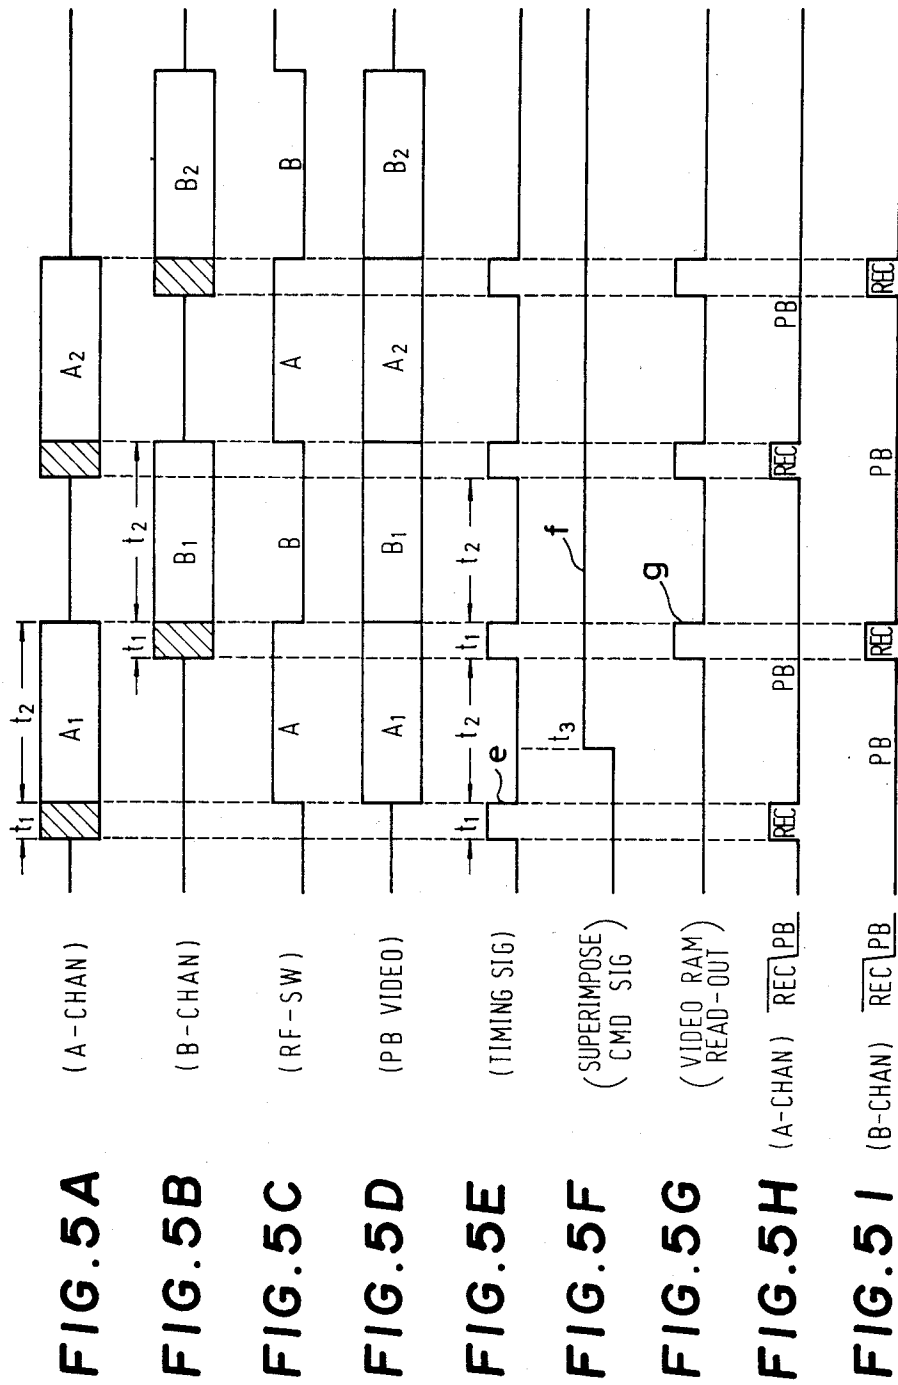 FIG.5A (A-CHAN) t1 A1 t2 A2
FIG.5B (B-CHAN) t1 B1 t2 B2
FIG.5C (RF-SW) A B A B
FIG.5D (PB VIDEO) A1 B1 A2 B2
FIG.5E (TIMING SIG) t1 e t2 t1 t2
FIG.5F (SUPERIMPOSE
CMD SIG) t3 f
FIG.5G (VIDEO RAM
READ-OUT) g
FIG.5H (A-CHAN) REC PB REC PB REC PB
FIG.5I (B-CHAN) REC PB PB REC PB REC